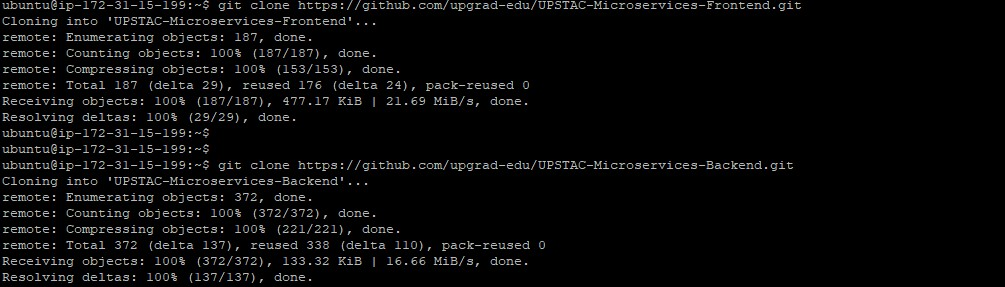 ubuntu@ip-172-31-15-199:~$ git clone https://github.com/upgrad-edu/UPSTAC-Microservices-Frontend.git
Cloning into 'UPSTAC-Microservices-Frontend'...
remote: Enumerating objects: 187, done.
remote: Counting objects: 100% (187/187), done.
remote: Compressing objects: 100% (153/153), done.
remote: Total 187 (delta 29), reused 176 (delta 24), pack-reused 0
Receiving objects: 100% (187/187), 477.17 KiB | 21.69 MiB/s, done.
Resolving deltas: 100% (29/29), done.
ubuntu@ip-172-31-15-199:~$
ubuntu@ip-172-31-15-199:~$
ubuntu@ip-172-31-15-199:~$ git clone https://github.com/upgrad-edu/UPSTAC-Microservices-Backend.git
Cloning into 'UPSTAC-Microservices-Backend'...
remote: Enumerating objects: 372, done.
remote: Counting objects: 100% (372/372), done.
remote: Compressing objects: 100% (221/221), done.
remote: Total 372 (delta 137), reused 338 (delta 110), pack-reused 0
Receiving objects: 100% (372/372), 133.32 KiB | 16.66 MiB/s, done.
Resolving deltas: 100% (137/137), done.